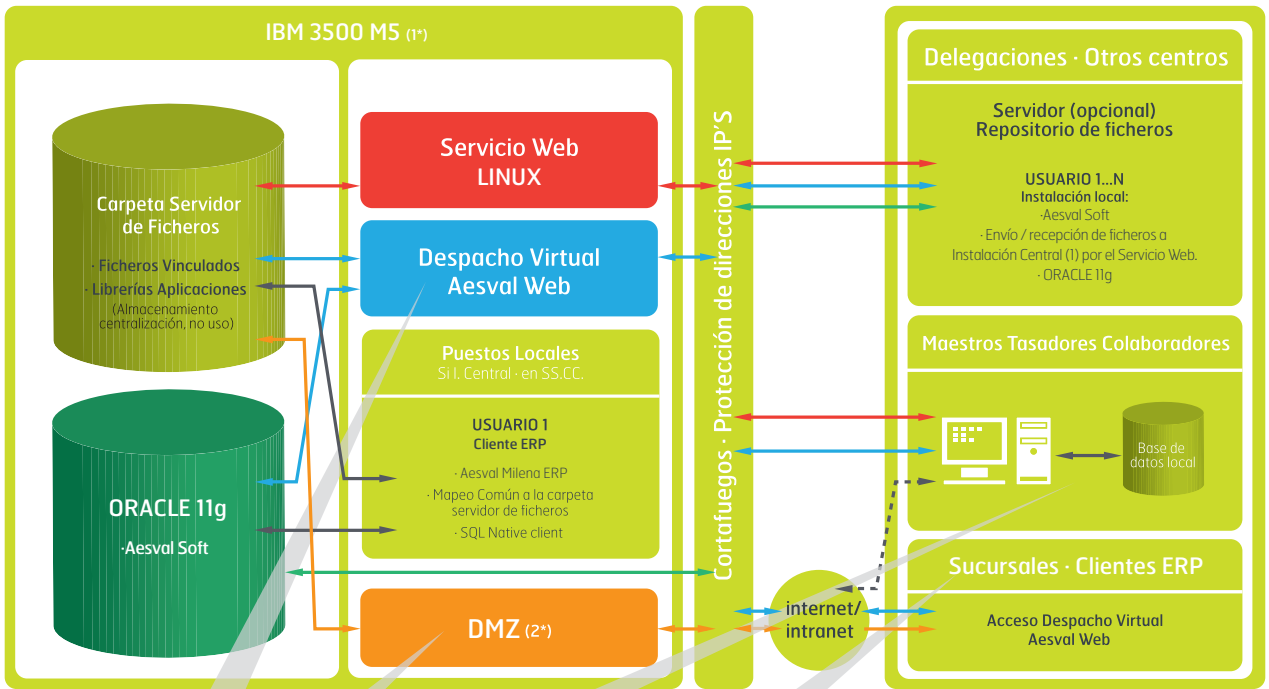 IBM 3500 M5 (1*)
Carpeta Servidor
de Ficheros
· Ficheros Vinculados
· Librerías Aplicaciones
(Almacenamiento
centralización, no uso)
ORACLE 11g
·Aesval Soft
Servicio Web
LINUX
Despacho Virtual
Aesval Web
Puestos Locales
Si I. Central · en SS.CC.
USUARIO 1
Cliente ERP
· Aesval Milena ERP
· Mapeo Común a la carpeta
servidor de ficheros
· SQL Native client
DMZ (2*)
Cortafuegos · Protección de direcciones IP'S
internet/
intranet
Delegaciones · Otros centros
Servidor (opcional)
Repositorio de ficheros
USUARIO 1...N
Instalación local:
·Aesval Soft
· Envío / recepción de ficheros a
Instalación Central (1) por el Servicio Web.
· ORACLE 11g
Maestros Tasadores Colaboradores
Base de
datos local
Sucursales · Clientes ERP
Acceso Despacho Virtual
Aesval Web